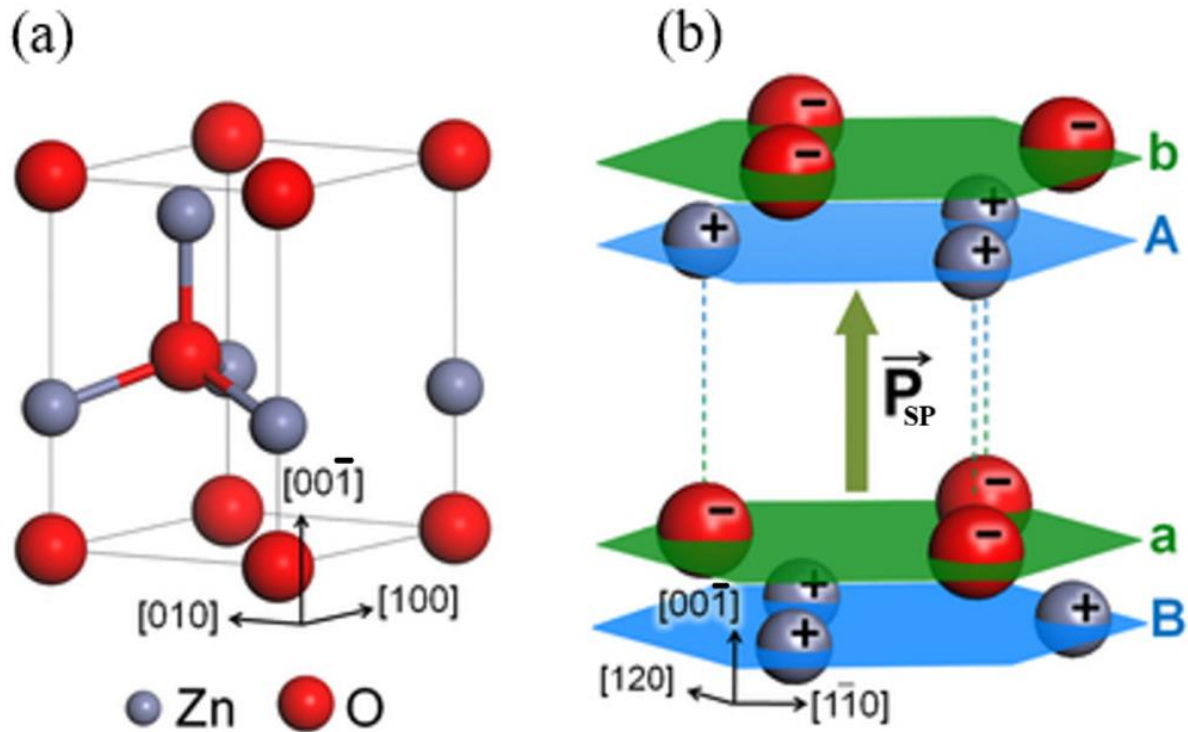 (a)
[001̄]
[010]
[100]
Zn
O
(b)
−
−
−
b
+
+
+
A
P⃗SP
−
−
−
a
+
+
+
B
[001̄]
[120]
[11̄0]